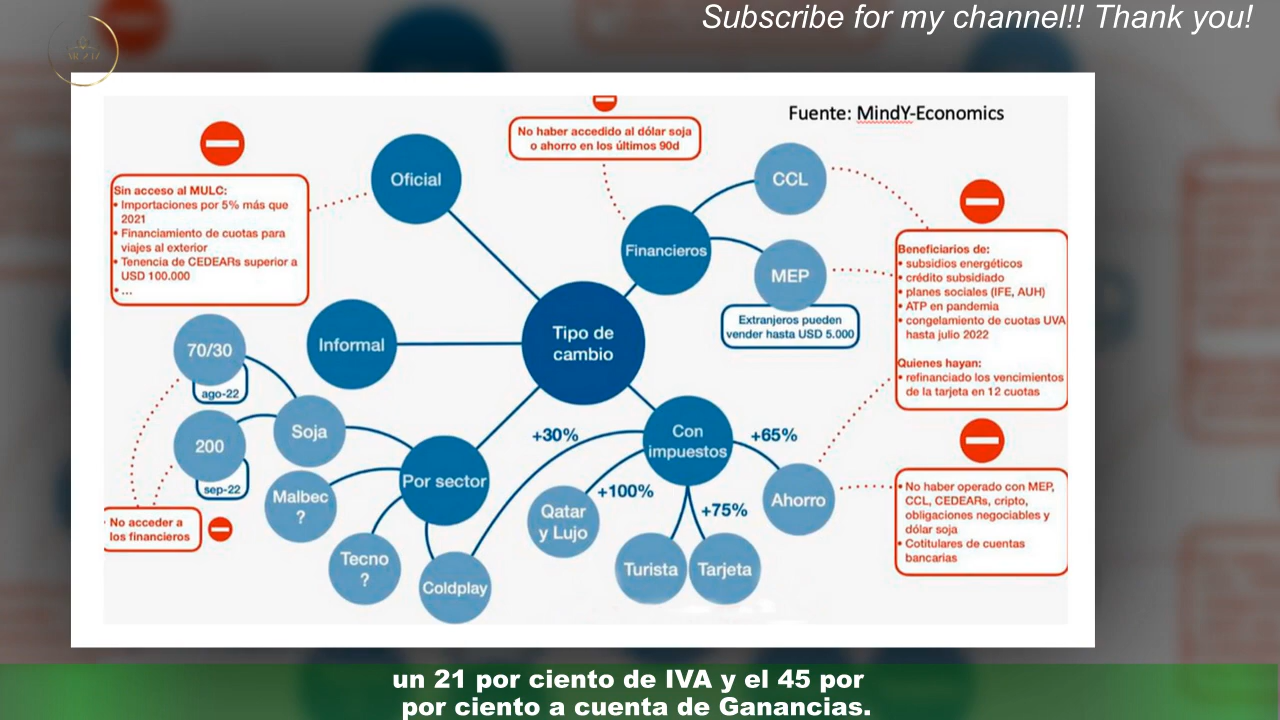 Subscribe for my channel!! Thank you!
Fuente: MindY-Economics
No haber accedido al dólar soja
o ahorro en los últimos 90d
Oficial
CCL
Sin acceso al MULC:
• Importaciones por 5% más que
2021
• Financiamiento de cuotas para
viajes al exterior
• Tenencia de CEDEARs superior a
USD 100.000
• ...
Financieros
MEP
Extranjeros pueden
vender hasta USD 5.000
Beneficiarios de:
• subsidios energéticos
• crédito subsidiado
• planes sociales (IFE, AUH)
• ATP en pandemia
• congelamiento de cuotas UVA
hasta julio 2022
Quienes hayan:
• refinanciado los vencimientos
de la tarjeta en 12 cuotas
Tipo de
cambio
Informal
70/30
ago-22
200
sep-22
Soja
Malbec
?
Tecno
?
Coldplay
Por sector
No acceder a
los financieros
+30%
Con
impuestos
+65%
+100%
+75%
Qatar
y Lujo
Turista
Tarjeta
Ahorro
• No haber operado con MEP,
CCL, CEDEARs, cripto,
obligaciones negociables y
dólar soja
• Cotitulares de cuentas
bancarias
un 21 por ciento de IVA y el 45 por
por ciento a cuenta de Ganancias.